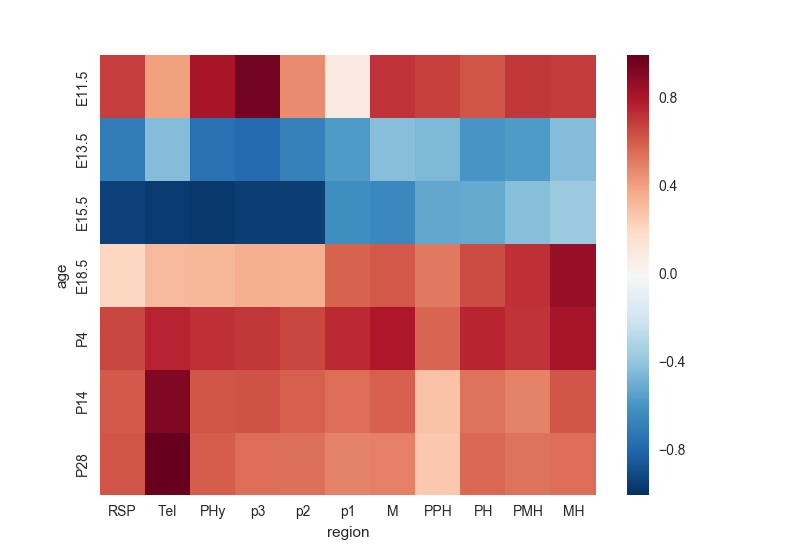 E11.5
E13.5
E15.5
E18.5
P4
P14
P28
age
RSP Tel PHy p3 p2 p1 M PPH PH PMH MH
region
0.8
0.4
0.0
−0.4
−0.8